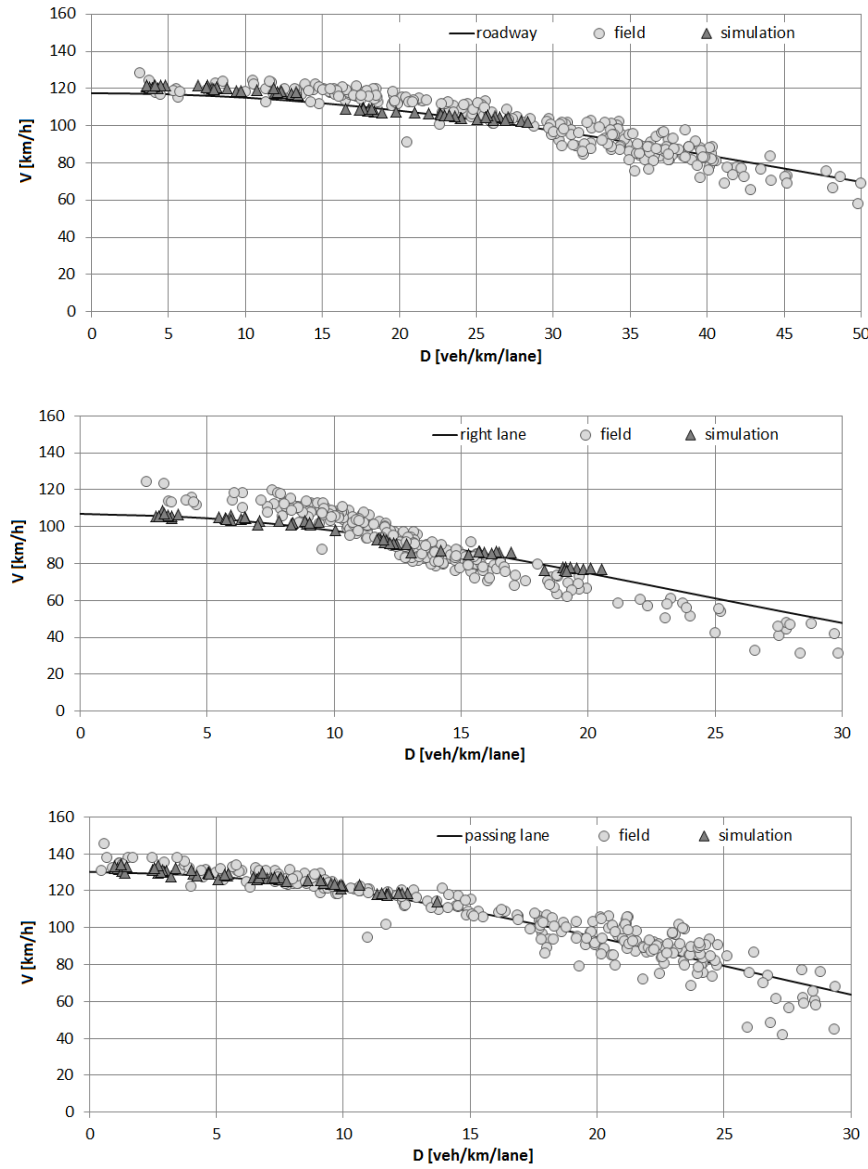 160
roadway field simulation
140
120
100
80
60
40
20
0
V [km/h]
0 5 10 15 20 25 30 35 40 45 50
D [veh/km/lane]
160
right lane field simulation
140
120
100
80
60
40
20
0
V [km/h]
0 5 10 15 20 25 30
D [veh/km/lane]
160
passing lane field simulation
140
120
100
80
60
40
20
0
V [km/h]
0 5 10 15 20 25 30
D [veh/km/lane]